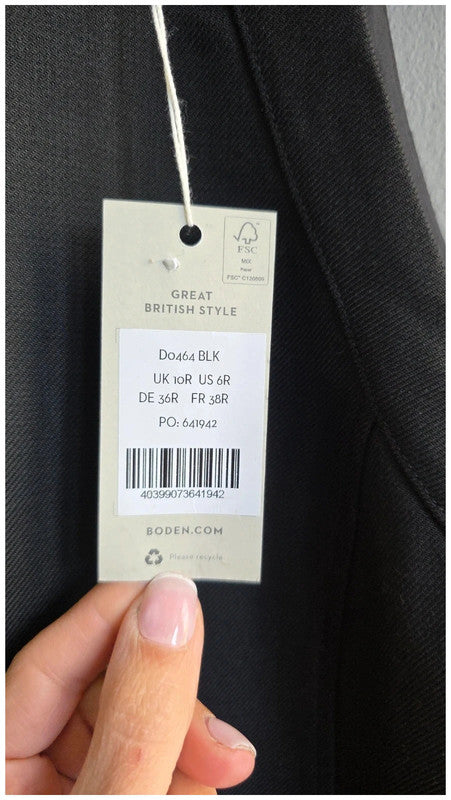 FSC
MIX
Paper
FSC® C120506
GREAT
BRITISH STYLE
D0464 BLK
UK 10R US 6R
DE 36R FR 38R
PO: 641942
40399073641942
BODEN.COM
Please recycle